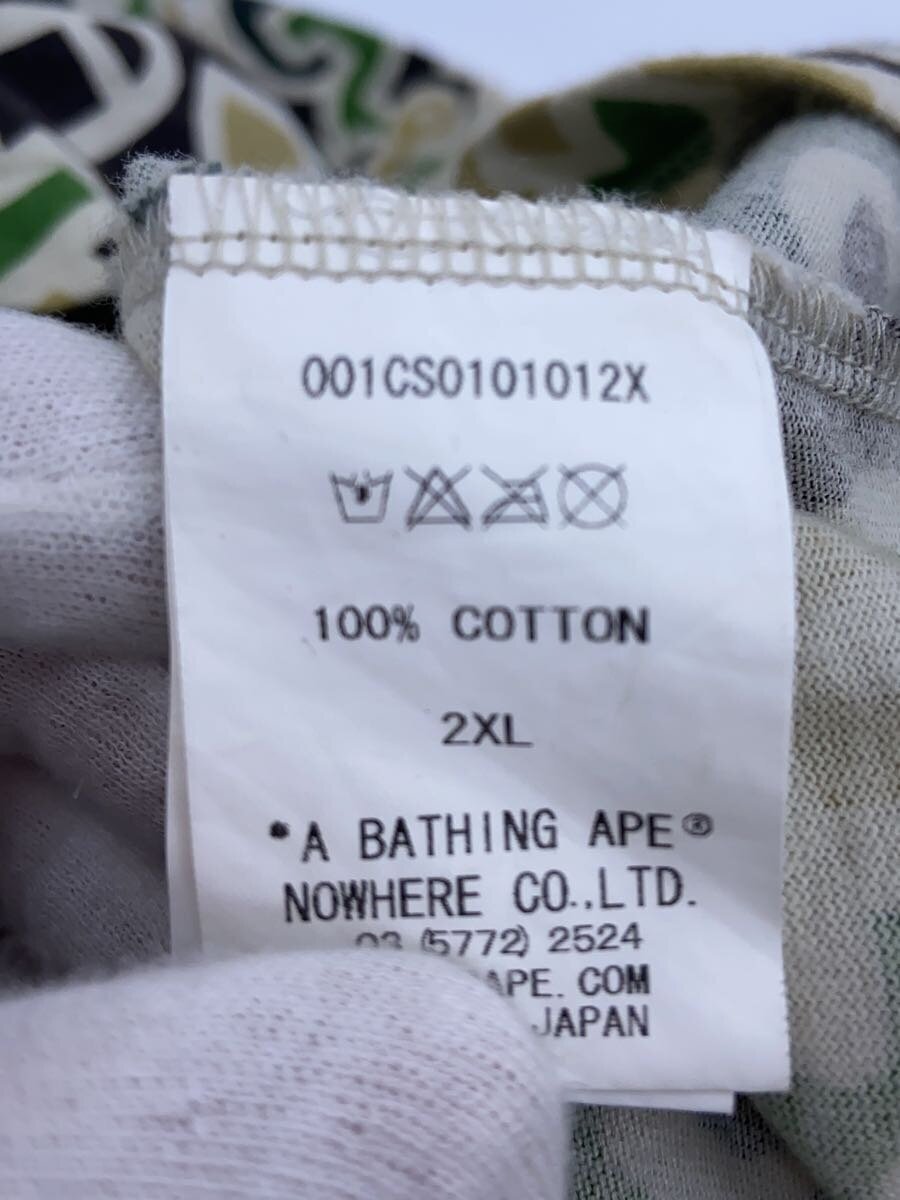 001CS0101012X
100% COTTON
2XL
*A BATHING APE®
NOWHERE CO.,LTD.
03 (5772) 2524
APE.COM
JAPAN